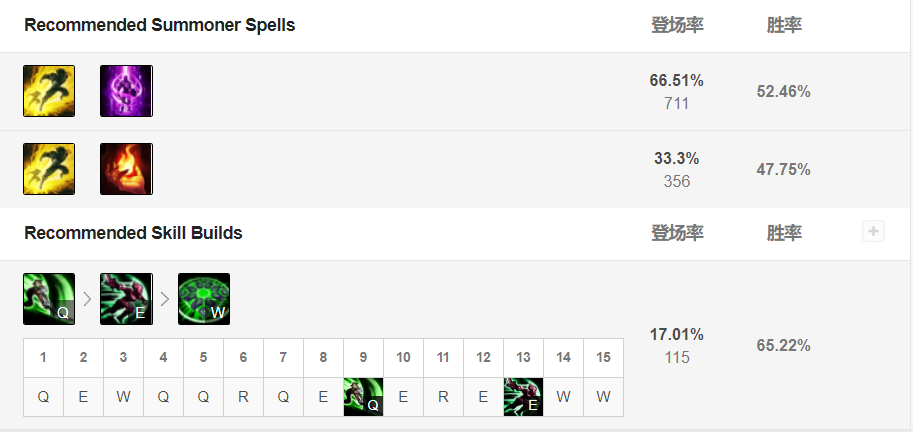 Recommended Summoner Spells 登场率 胜率
66.51%
711
52.46%
33.3%
356
47.75%
Recommended Skill Builds 登场率 胜率
Q E W
17.01%
115
65.22%
1 2 3 4 5 6 7 8 9 10 11 12 13 14 15
Q E W Q Q R Q E Q E R E E W W